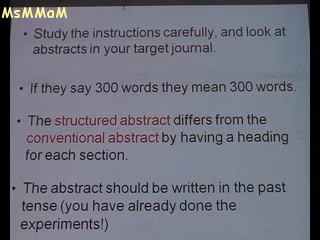 MsMMaM
• Study the instructions carefully, and look at
abstracts in your target journal.
• If they say 300 words they mean 300 words.
• The structured abstract differs from the
conventional abstract by having a heading
for each section.
• The abstract should be written in the past
tense (you have already done the
experiments!)